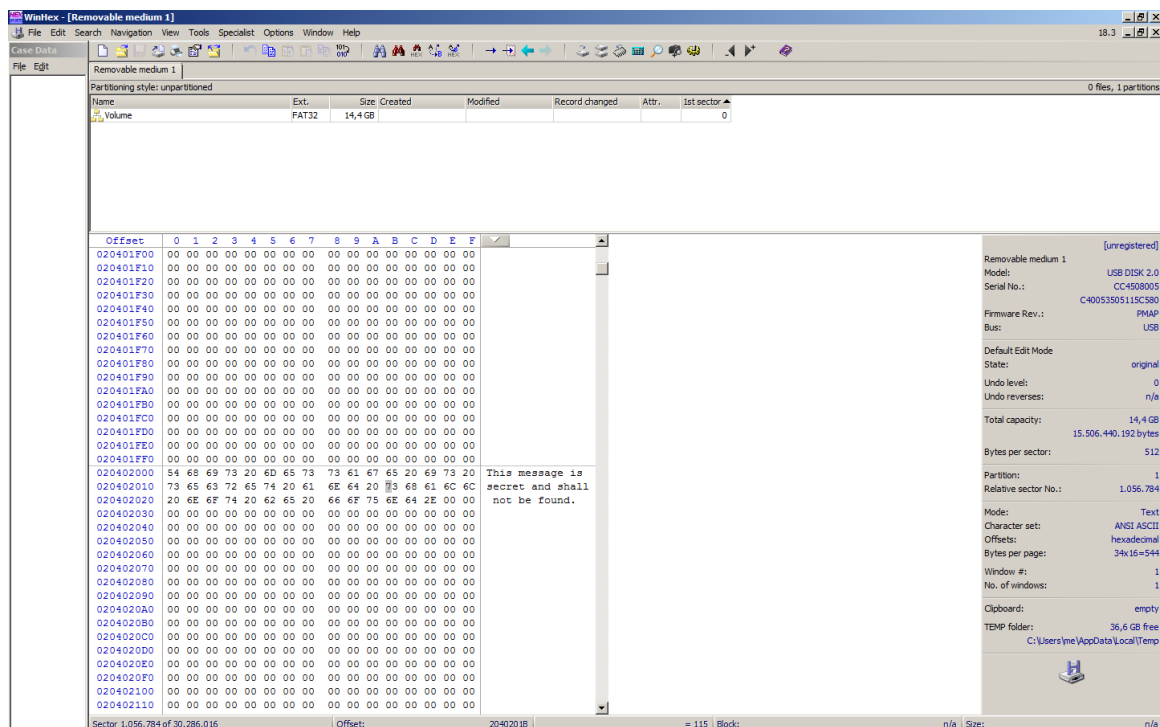 WinHex - [Removable medium 1]
File Edit Search Navigation View Tools Specialist Options Window Help 18.3
Case Data
File Edit
Removable medium 1
Partitioning style: unpartitioned 0 files, 1 partitions
Name Ext. Size Created Modified Record changed Attr. 1st sector
Volume FAT32 14,4 GB 0
Offset 0 1 2 3 4 5 6 7 8 9 A B C D E F
020401F00 00 00 00 00 00 00 00 00 00 00 00 00 00 00 00 00
020401F10 00 00 00 00 00 00 00 00 00 00 00 00 00 00 00 00
020401F20 00 00 00 00 00 00 00 00 00 00 00 00 00 00 00 00
020401F30 00 00 00 00 00 00 00 00 00 00 00 00 00 00 00 00
020401F40 00 00 00 00 00 00 00 00 00 00 00 00 00 00 00 00
020401F50 00 00 00 00 00 00 00 00 00 00 00 00 00 00 00 00
020401F60 00 00 00 00 00 00 00 00 00 00 00 00 00 00 00 00
020401F70 00 00 00 00 00 00 00 00 00 00 00 00 00 00 00 00
020401F80 00 00 00 00 00 00 00 00 00 00 00 00 00 00 00 00
020401F90 00 00 00 00 00 00 00 00 00 00 00 00 00 00 00 00
020401FA0 00 00 00 00 00 00 00 00 00 00 00 00 00 00 00 00
020401FB0 00 00 00 00 00 00 00 00 00 00 00 00 00 00 00 00
020401FC0 00 00 00 00 00 00 00 00 00 00 00 00 00 00 00 00
020401FD0 00 00 00 00 00 00 00 00 00 00 00 00 00 00 00 00
020401FE0 00 00 00 00 00 00 00 00 00 00 00 00 00 00 00 00
020401FF0 00 00 00 00 00 00 00 00 00 00 00 00 00 00 00 00
020402000 54 68 69 73 20 6D 65 73 73 61 67 65 20 69 73 20 This message is
020402010 73 65 63 72 65 74 20 61 6E 64 20 73 68 61 6C 6C secret and shall
020402020 20 6E 6F 74 20 62 65 20 66 6F 75 6E 64 2E 00 00 not be found.
020402030 00 00 00 00 00 00 00 00 00 00 00 00 00 00 00 00
020402040 00 00 00 00 00 00 00 00 00 00 00 00 00 00 00 00
020402050 00 00 00 00 00 00 00 00 00 00 00 00 00 00 00 00
020402060 00 00 00 00 00 00 00 00 00 00 00 00 00 00 00 00
020402070 00 00 00 00 00 00 00 00 00 00 00 00 00 00 00 00
020402080 00 00 00 00 00 00 00 00 00 00 00 00 00 00 00 00
020402090 00 00 00 00 00 00 00 00 00 00 00 00 00 00 00 00
0204020A0 00 00 00 00 00 00 00 00 00 00 00 00 00 00 00 00
0204020B0 00 00 00 00 00 00 00 00 00 00 00 00 00 00 00 00
0204020C0 00 00 00 00 00 00 00 00 00 00 00 00 00 00 00 00
0204020D0 00 00 00 00 00 00 00 00 00 00 00 00 00 00 00 00
0204020E0 00 00 00 00 00 00 00 00 00 00 00 00 00 00 00 00
0204020F0 00 00 00 00 00 00 00 00 00 00 00 00 00 00 00 00
020402100 00 00 00 00 00 00 00 00 00 00 00 00 00 00 00 00
020402110 00 00 00 00 00 00 00 00 00 00 00 00 00 00 00 00
[unregistered]
Removable medium 1
Model: USB DISK 2.0
Serial No.: CC4508005
C40053505115C580
Firmware Rev.: PMAP
Bus: USB
Default Edit Mode
State: original
Undo level: 0
Undo reverses: n/a
Total capacity: 14,4 GB
15.506.440.192 bytes
Bytes per sector: 512
Partition: 1
Relative sector No.: 1.056.784
Mode: Text
Character set: ANSI ASCII
Offsets: hexadecimal
Bytes per page: 34x16=544
Window #: 1
No. of windows: 1
Clipboard: empty
TEMP folder: 36,6 GB free
C:\Users\me\AppData\Local\Temp
Sector 1.056.784 of 30.286.016 Offset: 2040201B = 115 Block: n/a Size: n/a